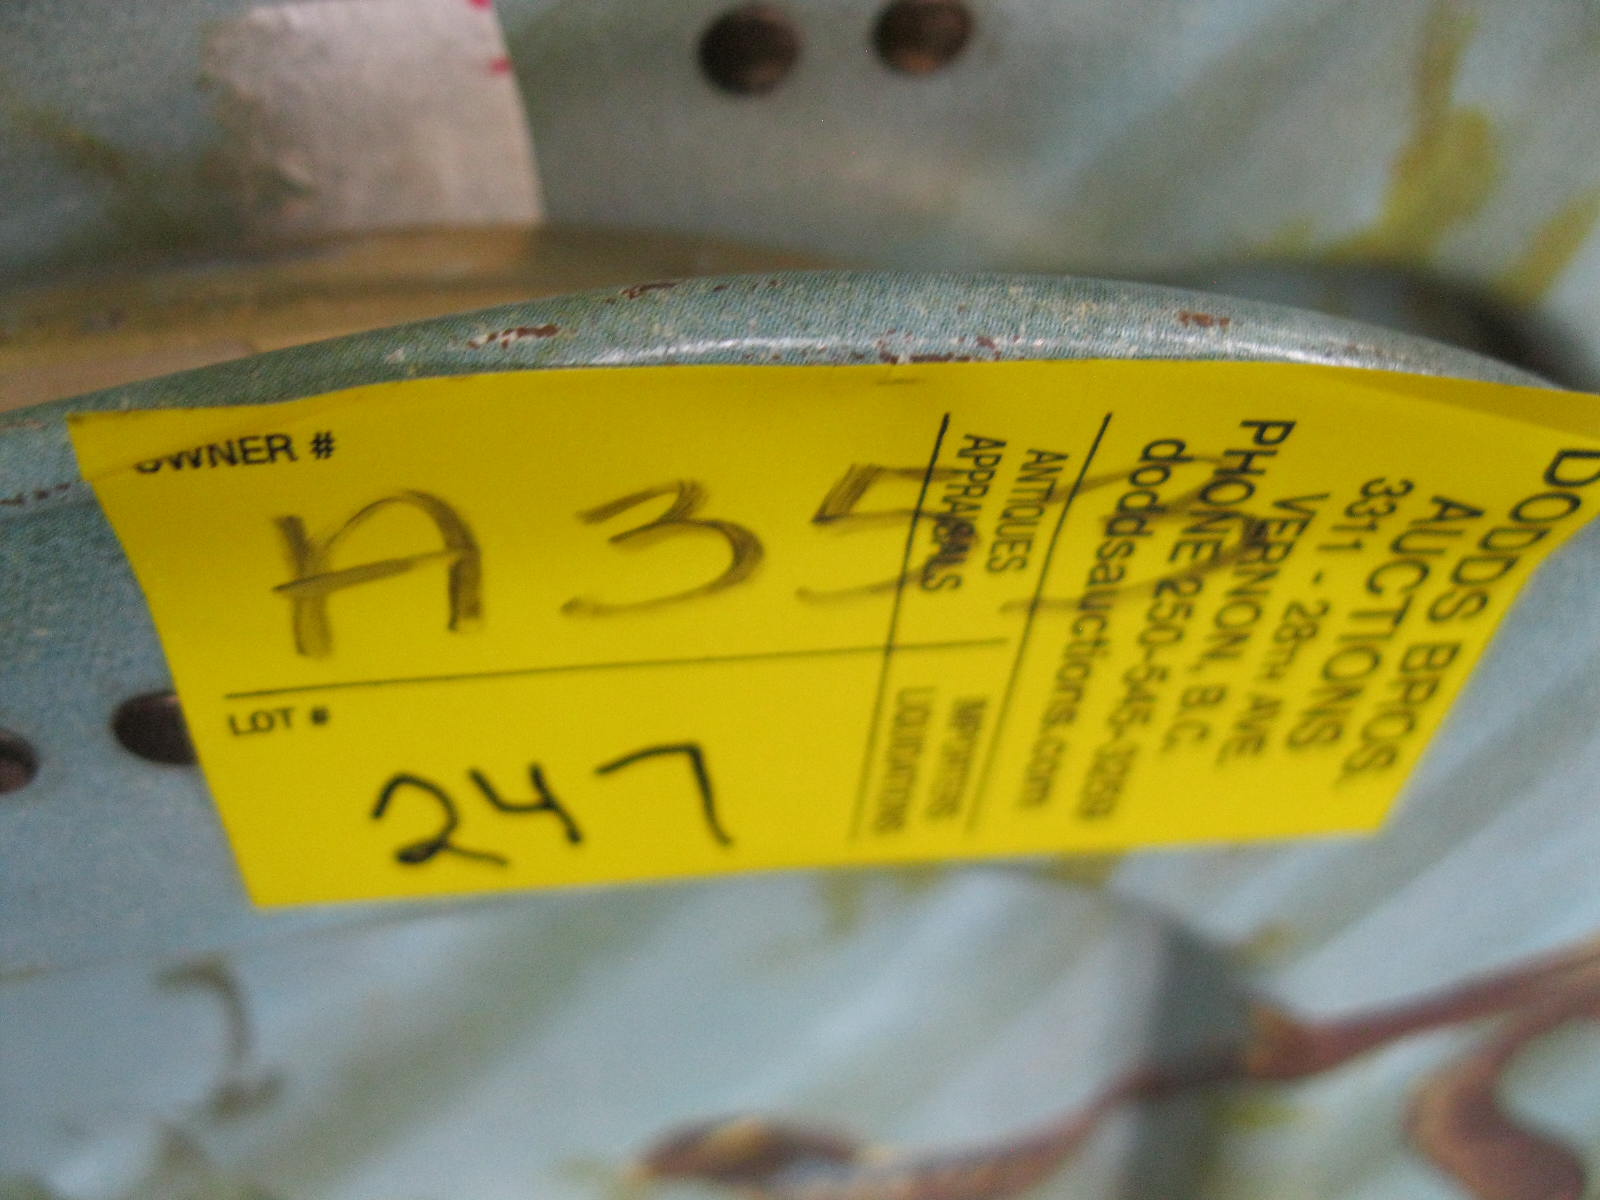 DODDS BROS.
AUCTIONS
3311 - 28TH AVE.
VERNON, B.C.
PHONE 250-545-3259
doddsauctions.com
ANTIQUES IMPORTERS
APPRAISALS LIQUIDATIONS
OWNER #
A353
LOT #
247